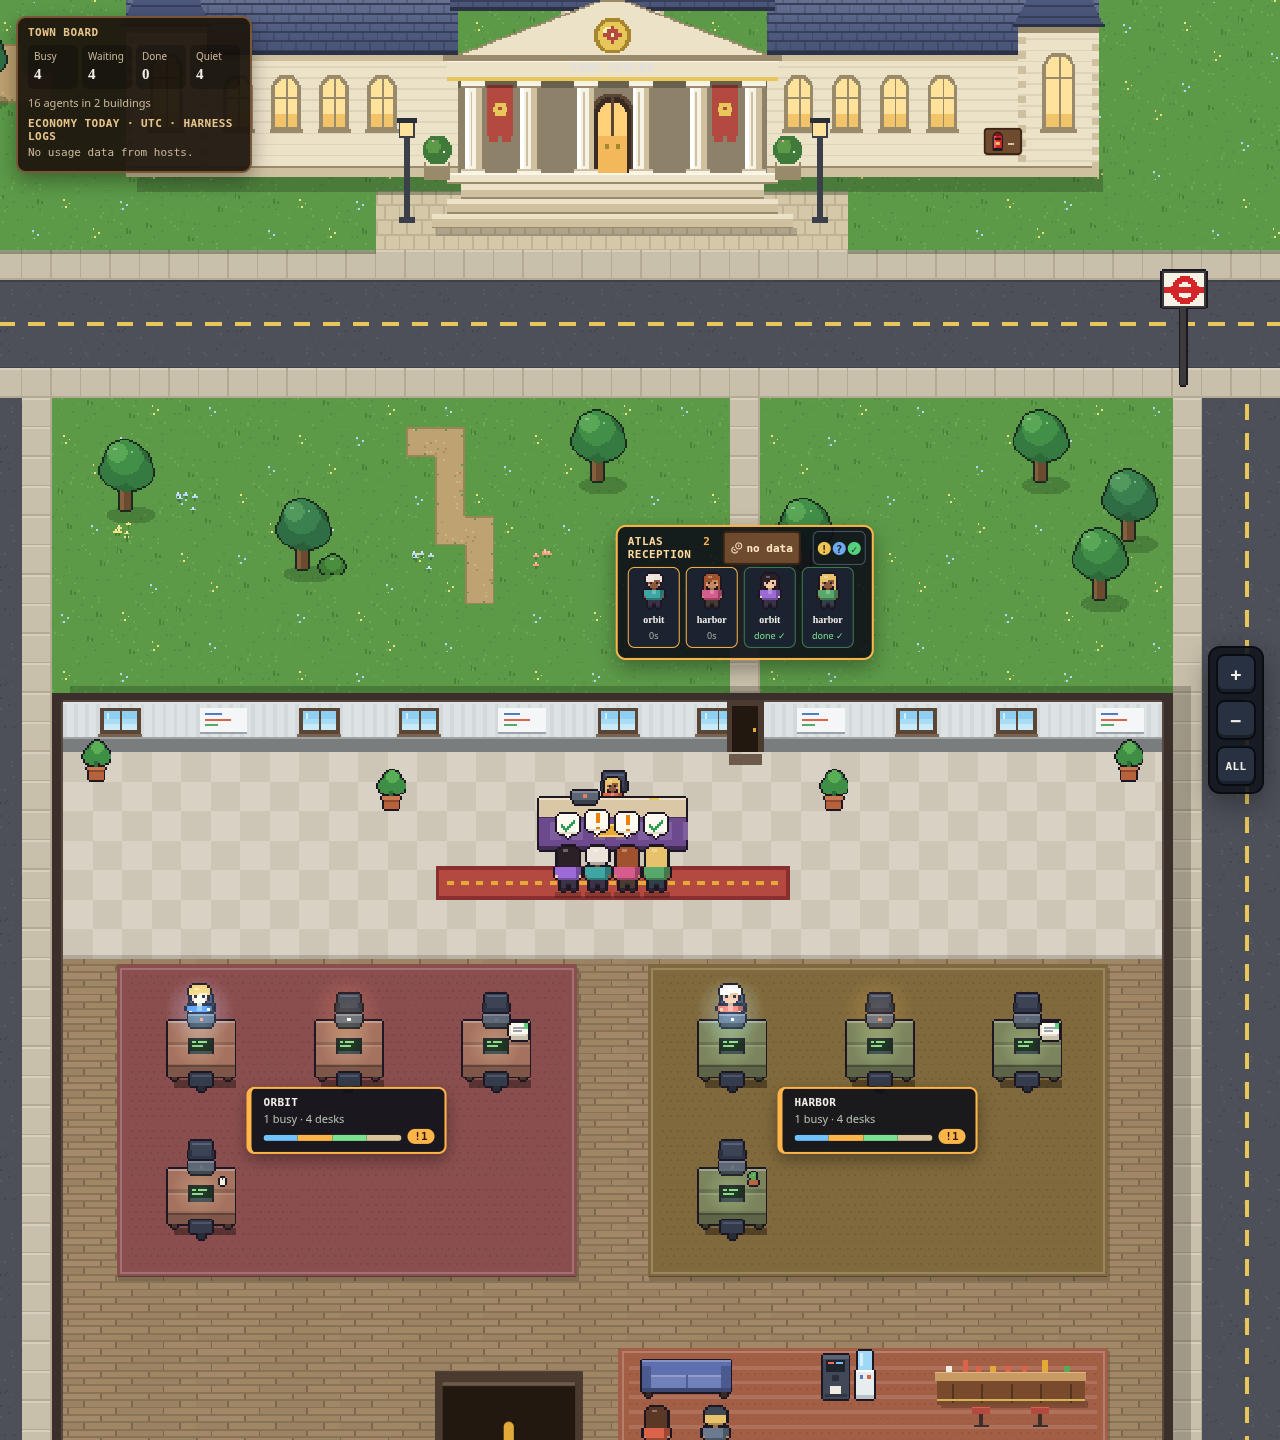 TOWN BOARD
Busy Waiting Done Quiet
4 4 0 4
16 agents in 2 buildings
ECONOMY TODAY · UTC · HARNESS
LOGS
No usage data from hosts.
ATLAS
RECEPTION
2
no data
! ? ✓
orbit harbor orbit harbor
0s 0s done ✓ done ✓
+
−
ALL
ORBIT
1 busy · 4 desks
!1
HARBOR
1 busy · 4 desks
!1